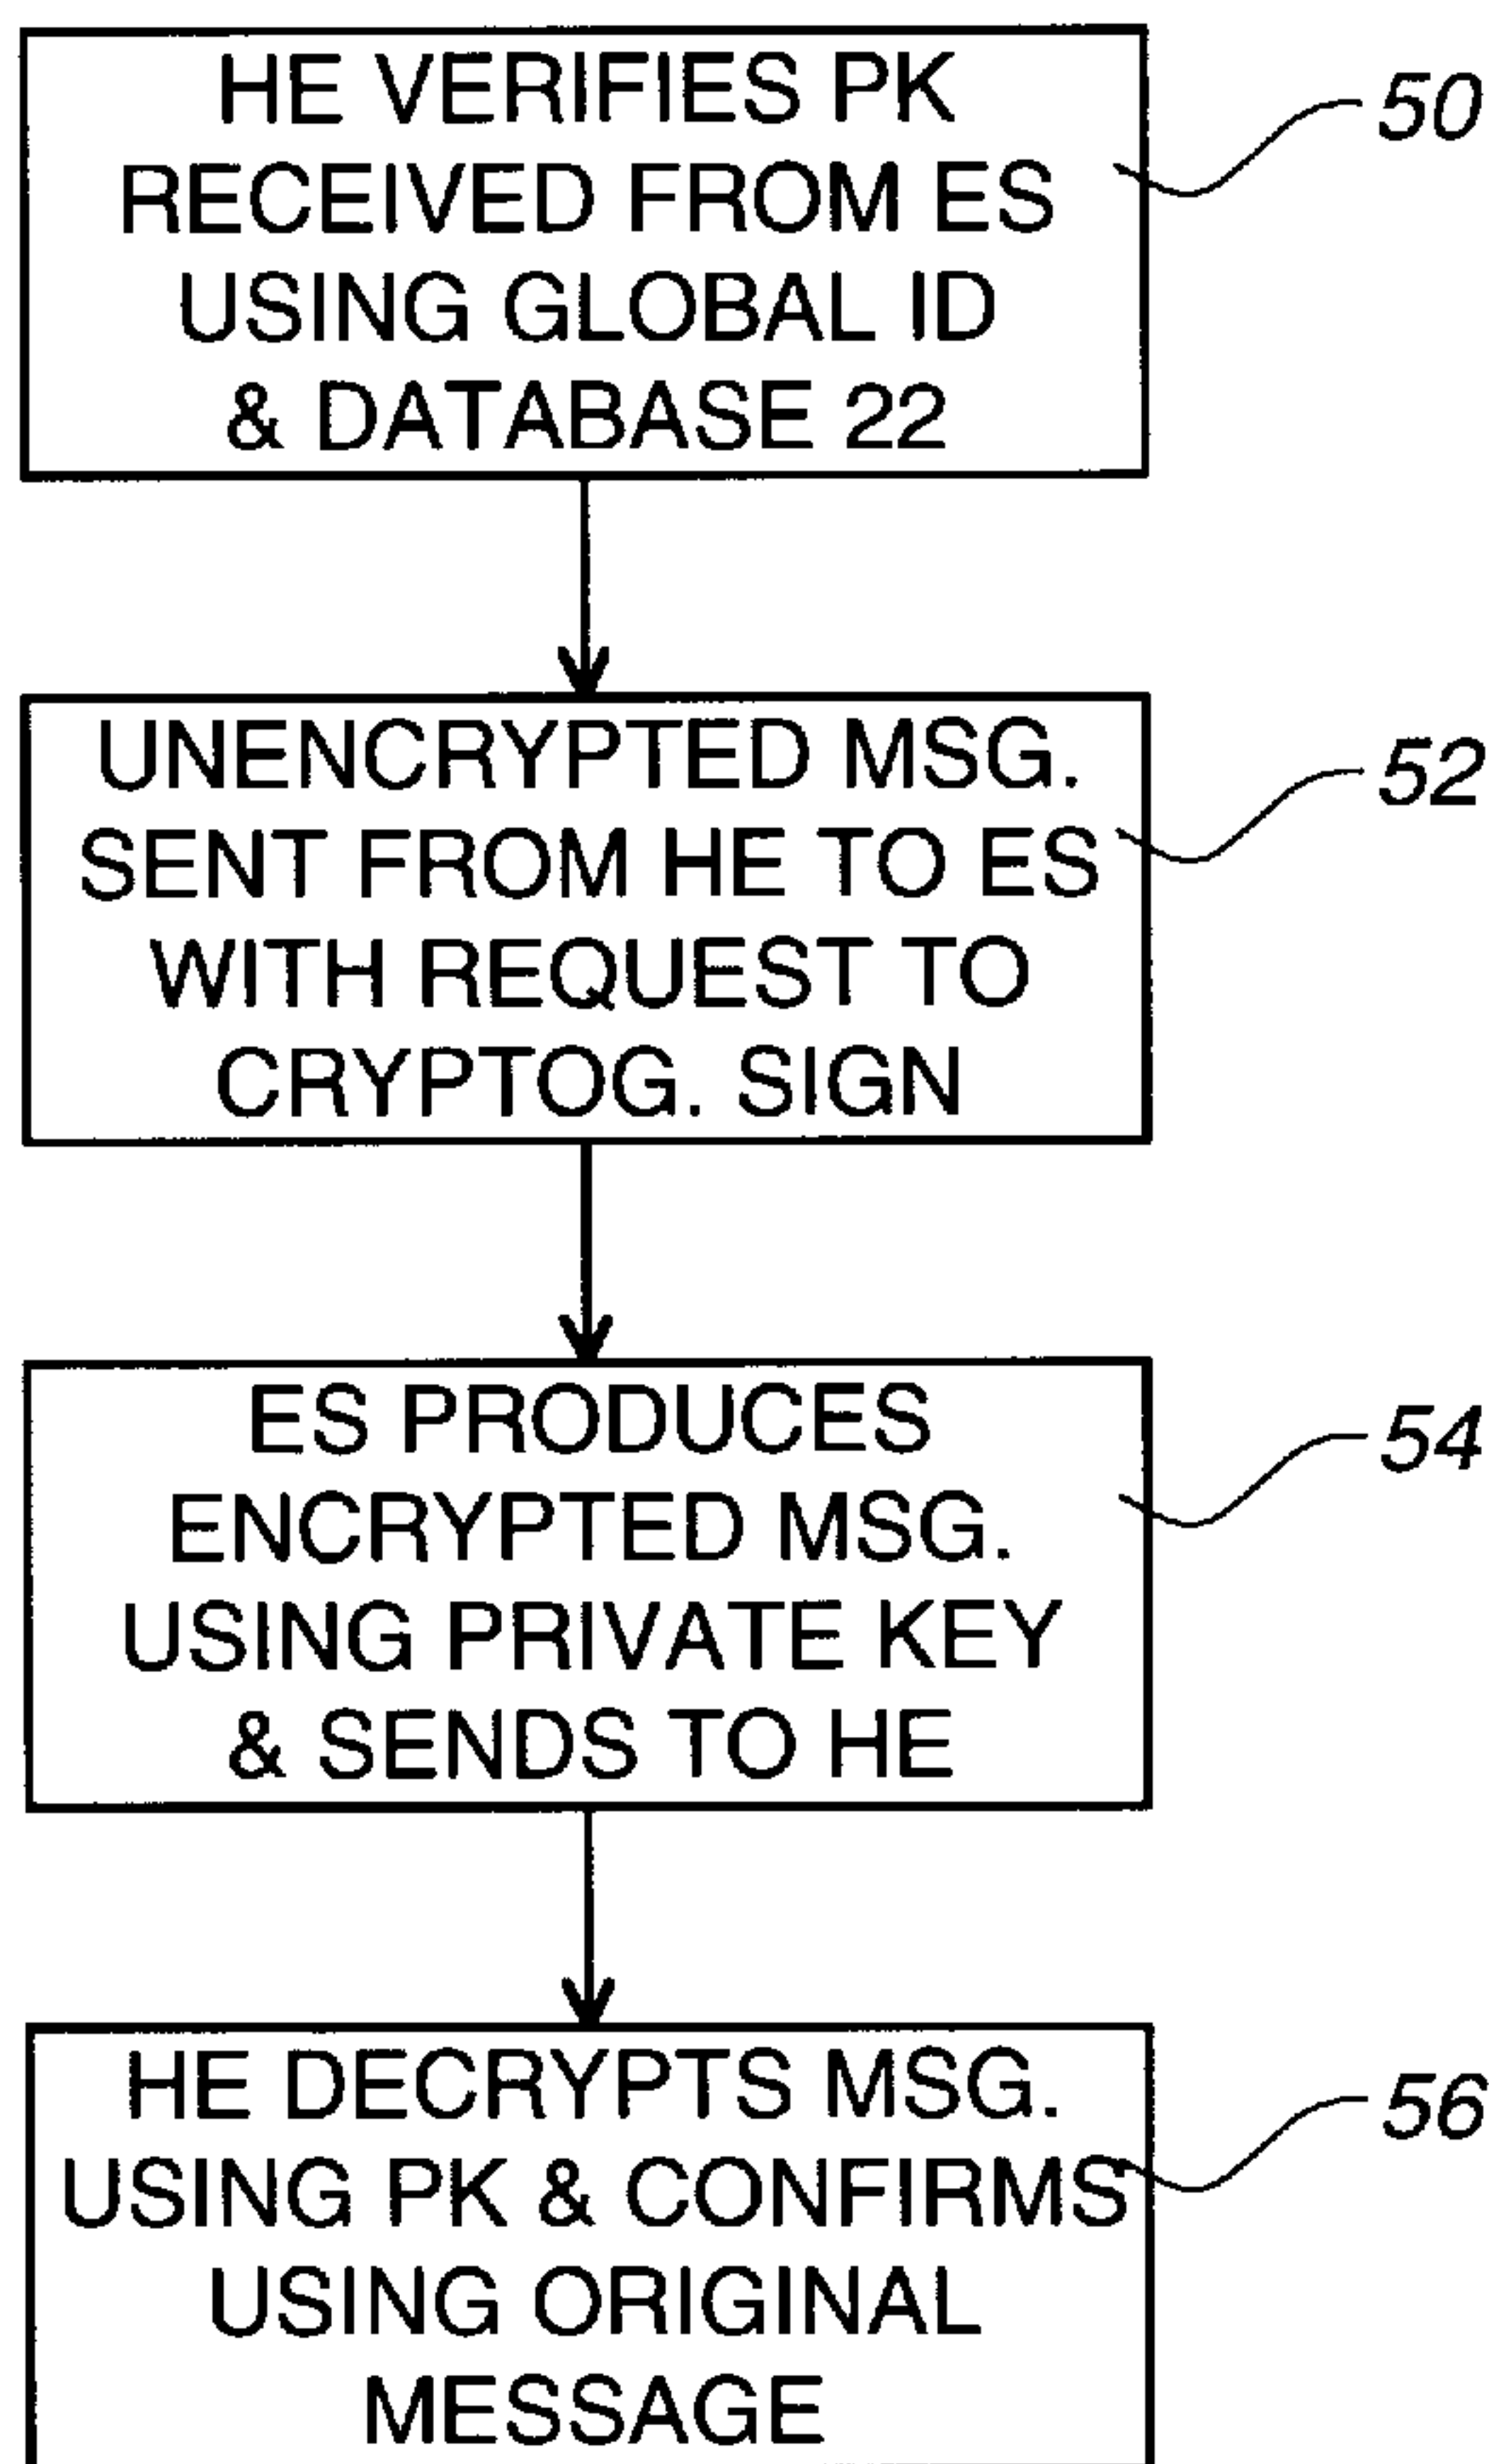 HE VERIFIES PK
RECEIVED FROM ES
USING GLOBAL ID
& DATABASE 22
50
UNENCRYPTED MSG.
SENT FROM HE TO ES
WITH REQUEST TO
CRYPTOG. SIGN
52
ES PRODUCES
ENCRYPTED MSG.
USING PRIVATE KEY
& SENDS TO HE
54
HE DECRYPTS MSG.
USING PK & CONFIRMS
USING ORIGINAL
MESSAGE
56